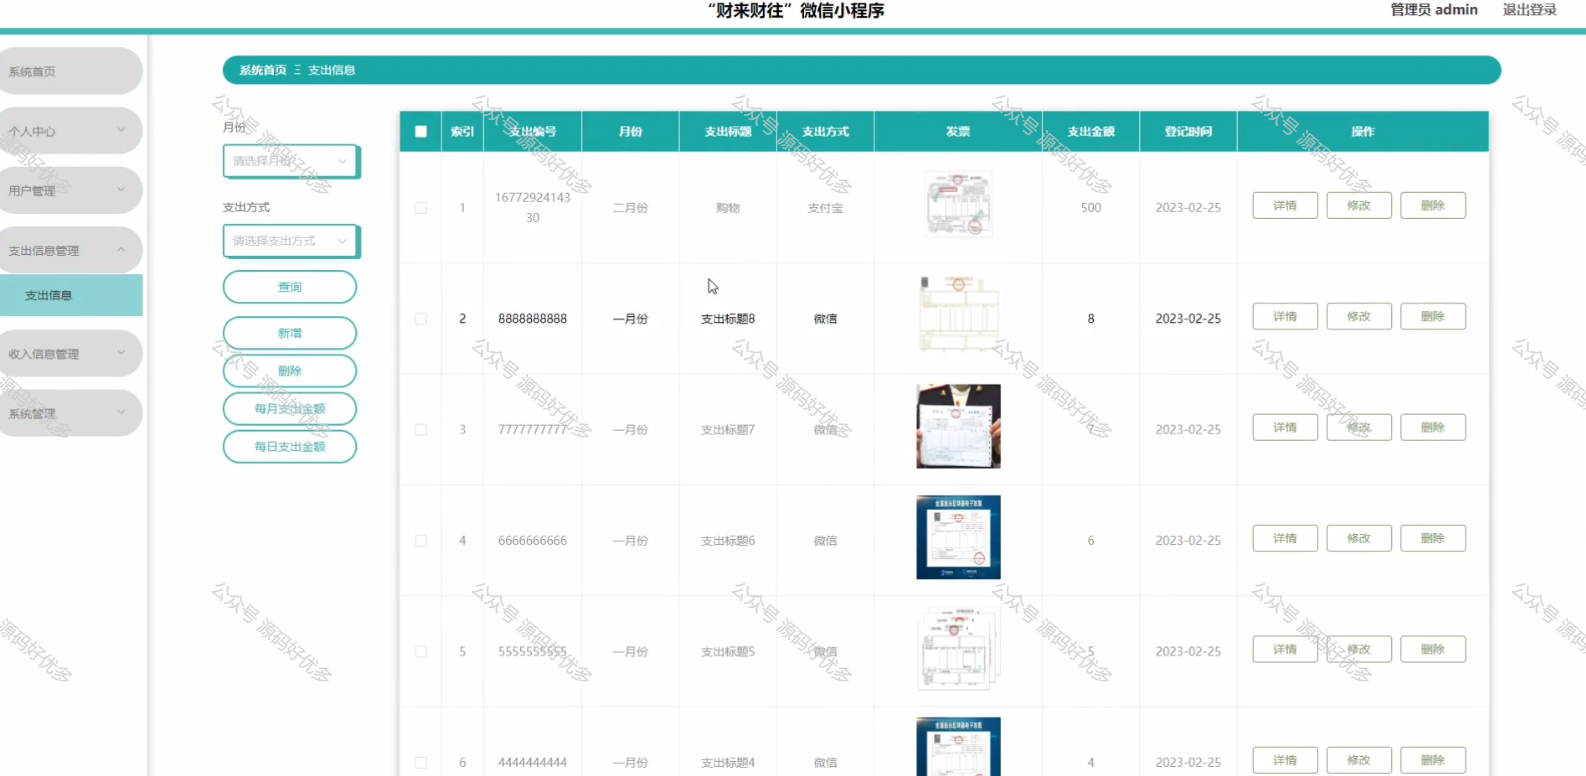 “财来财往”微信小程序
管理员 admin 退出登录
系统首页
个人中心
用户管理
支出信息管理
支出信息
收入信息管理
系统管理
系统首页 Ξ 支出信息
月份
请选择月份
支出方式
请选择支出方式
查询
新增
删除
每月支出金额
每日支出金额
索引 支出编号 月份 支出标题 支出方式 发票 支出金额 登记时间 操作
1 16772924143
30 二月份 购物 支付宝 500 2023-02-25 详情 修改 删除
2 8888888888 一月份 支出标题8 微信 8 2023-02-25 详情 修改 删除
3 7777777777 一月份 支出标题7 微信 7 2023-02-25 详情 修改 删除
4 6666666666 一月份 支出标题6 微信 6 2023-02-25 详情 修改 删除
5 5555555555 一月份 支出标题5 微信 5 2023-02-25 详情 修改 删除
6 4444444444 一月份 支出标题4 微信 4 2023-02-25 详情 修改 删除
公众号 源码好优多